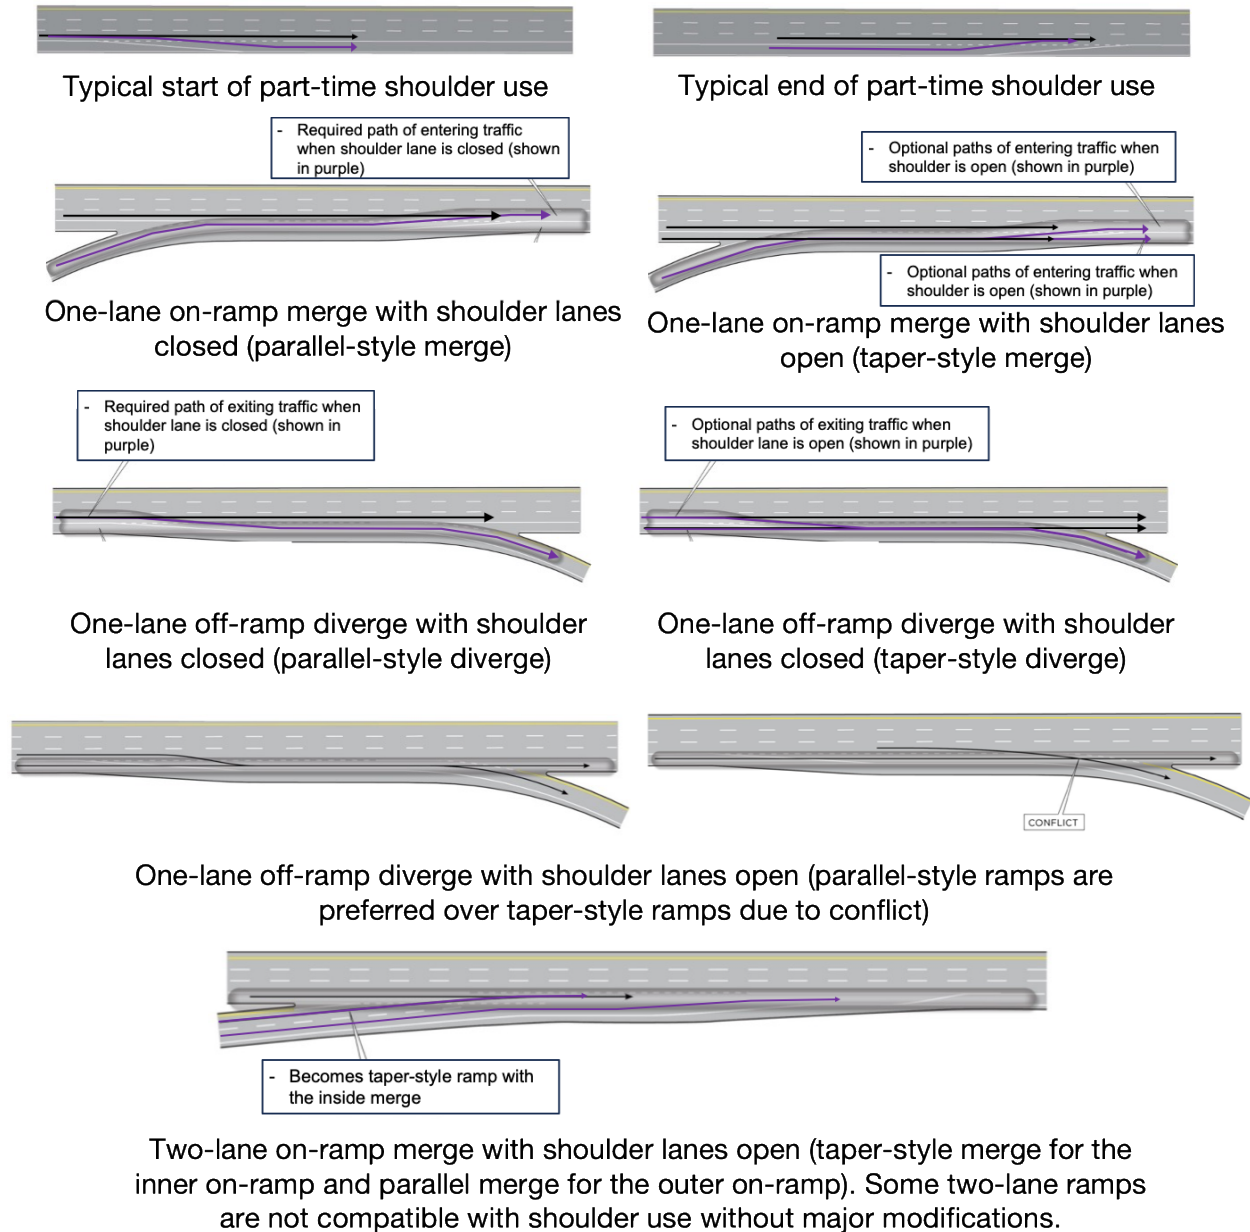 Typical start of part-time shoulder use
Typical end of part-time shoulder use
- Required path of entering traffic
when shoulder lane is closed (shown
in purple)
- Optional paths of entering traffic when
shoulder is open (shown in purple)
- Optional paths of entering traffic when
shoulder is open (shown in purple)
One-lane on-ramp merge with shoulder lanes
closed (parallel-style merge)
One-lane on-ramp merge with shoulder lanes
open (taper-style merge)
- Required path of exiting traffic when
shoulder lane is closed (shown in
purple)
- Optional paths of exiting traffic when
shoulder lane is open (shown in purple)
One-lane off-ramp diverge with shoulder
lanes closed (parallel-style diverge)
One-lane off-ramp diverge with shoulder
lanes closed (taper-style diverge)
CONFLICT
One-lane off-ramp diverge with shoulder lanes open (parallel-style ramps are
preferred over taper-style ramps due to conflict)
- Becomes taper-style ramp with
the inside merge
Two-lane on-ramp merge with shoulder lanes open (taper-style merge for the
inner on-ramp and parallel merge for the outer on-ramp). Some two-lane ramps
are not compatible with shoulder use without major modifications.